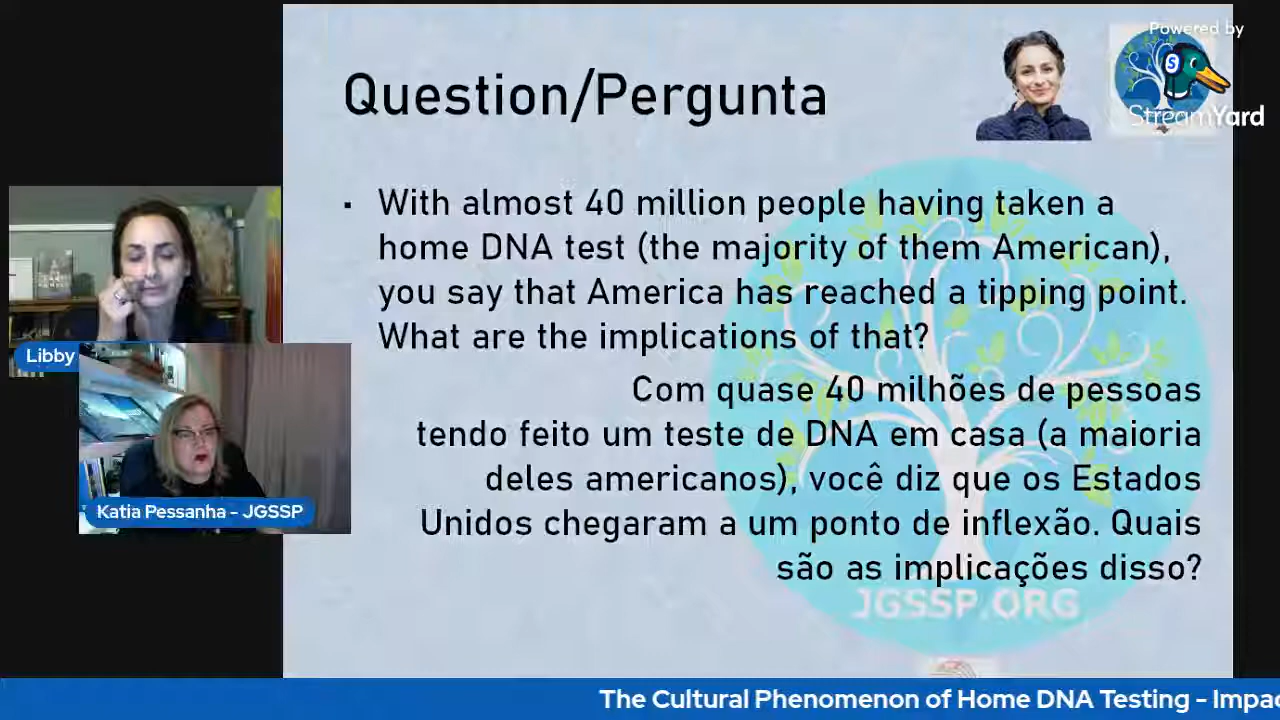 Powered by
StreamYard
Question/Pergunta
▪ With almost 40 million people having taken a
home DNA test (the majority of them American),
you say that America has reached a tipping point.
What are the implications of that?
Com quase 40 milhões de pessoas
tendo feito um teste de DNA em casa (a maioria
deles americanos), você diz que os Estados
Unidos chegaram a um ponto de inflexão. Quais
são as implicações disso?
JGSSP.ORG
Libby
Katia Pessanha - JGSSP
The Cultural Phenomenon of Home DNA Testing - Impac